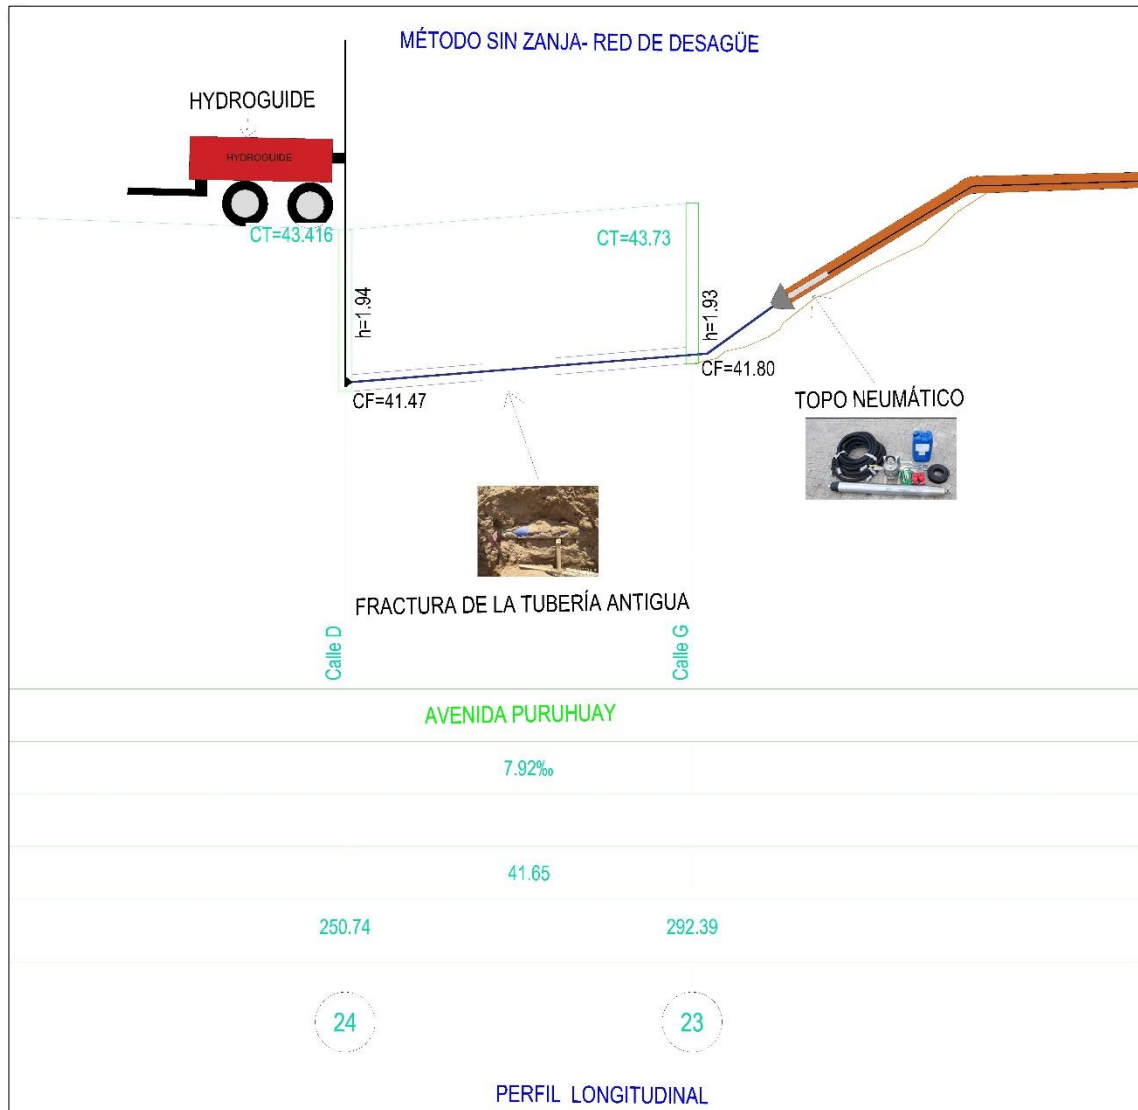 MÉTODO SIN ZANJA- RED DE DESAGÜE
HYDROGUIDE
HYDROGUIDE
CT=43.416
CT=43.73
h=1.94
h=1.93
CF=41.80
CF=41.47
TOPO NEUMÁTICO
FRACTURA DE LA TUBERÍA ANTIGUA
Calle D
Calle G
AVENIDA PURUHUAY
7.92‰
41.65
250.74
292.39
24
23
PERFIL LONGITUDINAL